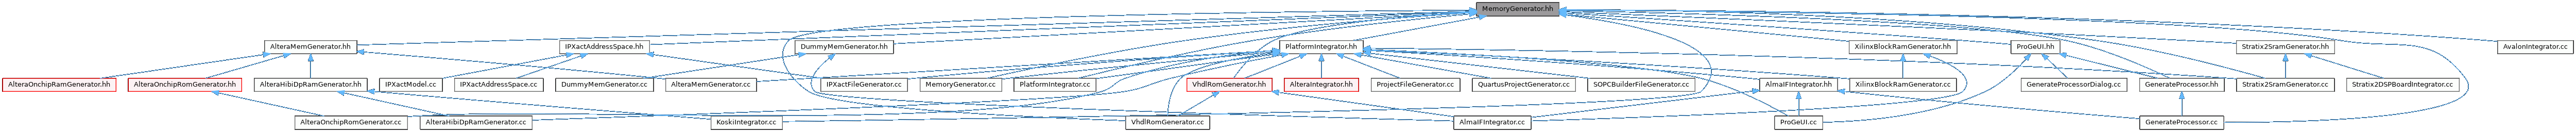 MemoryGenerator.hh
AlteraMemGenerator.hh
IPXactAddressSpace.hh
DummyMemGenerator.hh
PlatformIntegrator.hh
XilinxBlockRamGenerator.hh
ProGeUI.hh
Stratix2SramGenerator.hh
AvalonIntegrator.cc
AlteraOnchipRamGenerator.hh
AlteraOnchipRomGenerator.hh
AlteraHibiDpRamGenerator.hh
IPXactModel.cc
IPXactAddressSpace.cc
DummyMemGenerator.cc
AlteraMemGenerator.cc
IPXactFileGenerator.cc
MemoryGenerator.cc
PlatformIntegrator.cc
VhdlRomGenerator.hh
AlteraIntegrator.hh
ProjectFileGenerator.cc
QuartusProjectGenerator.cc
SOPCBuilderFileGenerator.cc
AlmaIFIntegrator.hh
XilinxBlockRamGenerator.cc
GenerateProcessorDialog.cc
GenerateProcessor.hh
Stratix2SramGenerator.cc
Stratix2DSPBoardIntegrator.cc
AlteraOnchipRomGenerator.cc
AlteraHibiDpRamGenerator.cc
KoskiIntegrator.cc
VhdlRomGenerator.cc
AlmaIFIntegrator.cc
ProGeUI.cc
GenerateProcessor.cc